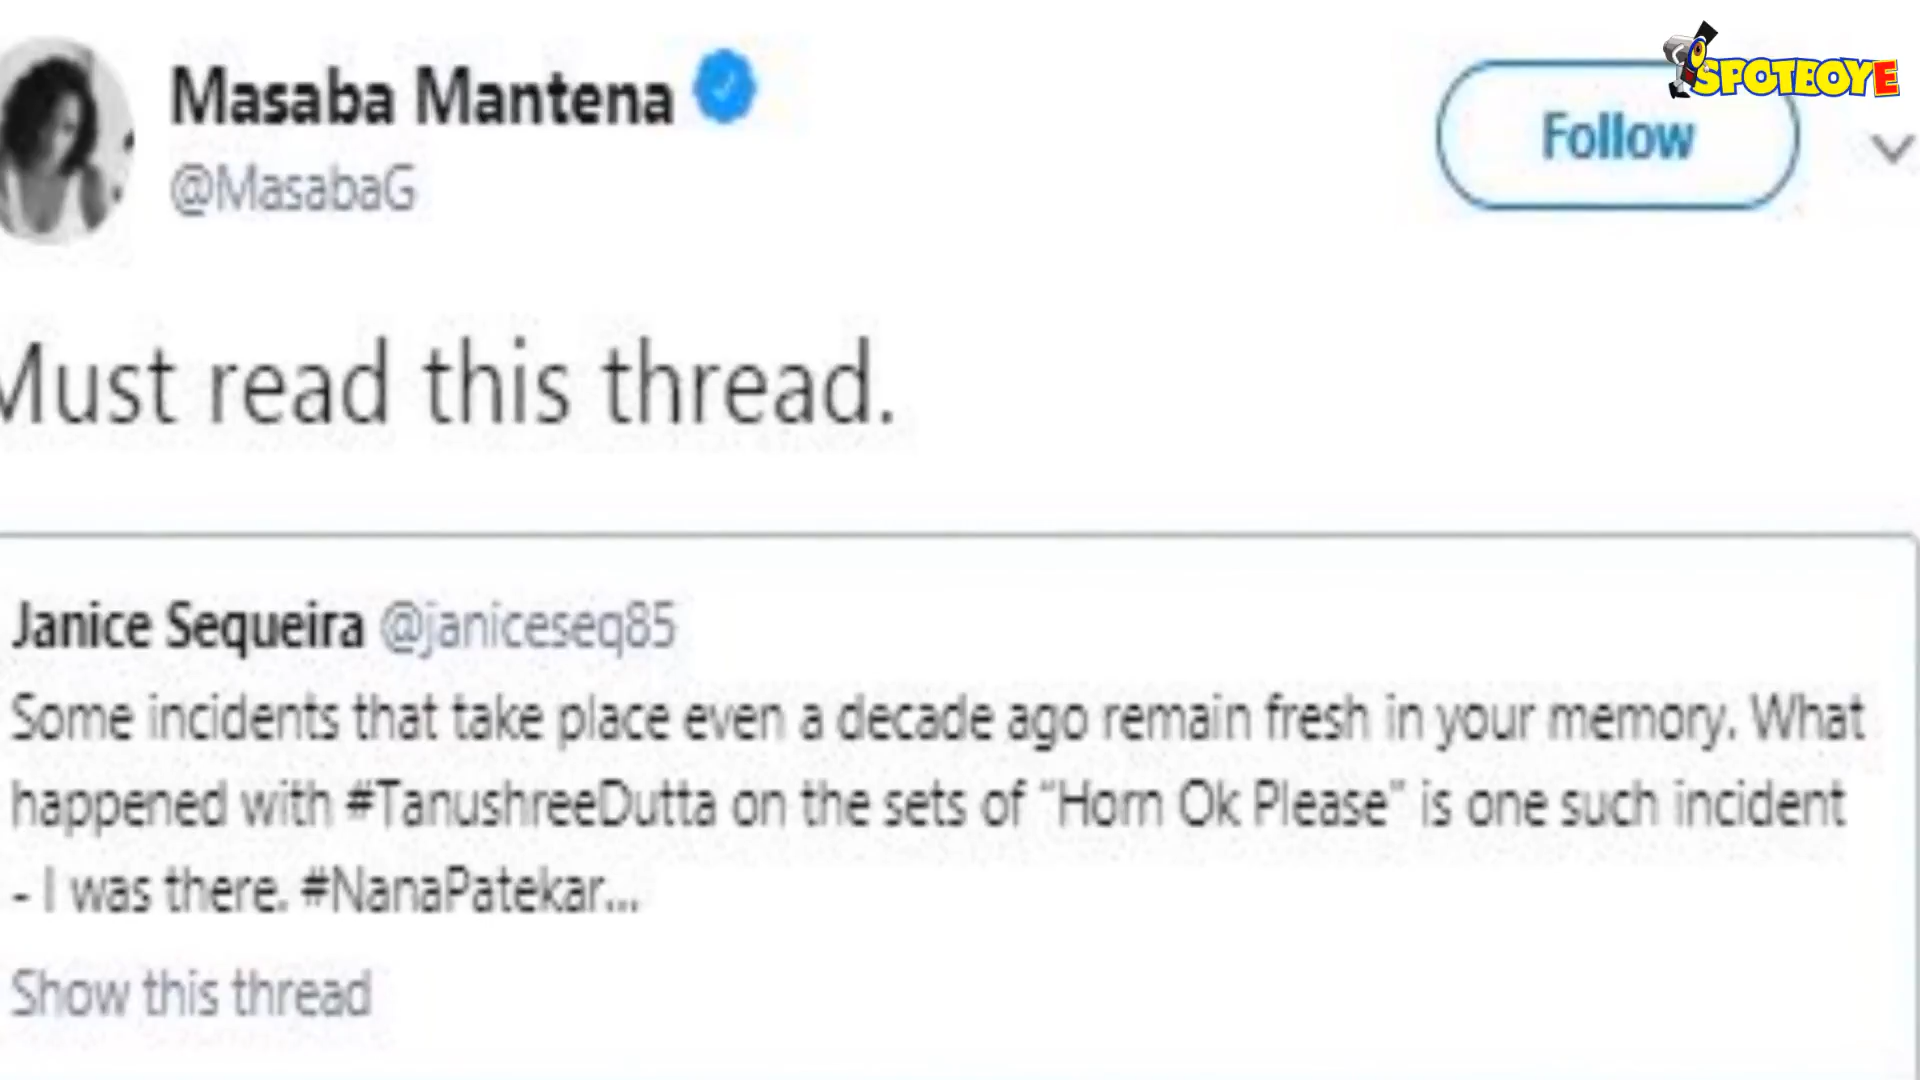 Masaba Mantena
@MasabaG
Follow
SPOTBOYE
Must read this thread.
Janice Sequeira @janiceseq85
Some incidents that take place even a decade ago remain fresh in your memory. What
happened with #TanushreeDutta on the sets of "Horn Ok Please" is one such incident
- I was there. #NanaPatekar...
Show this thread